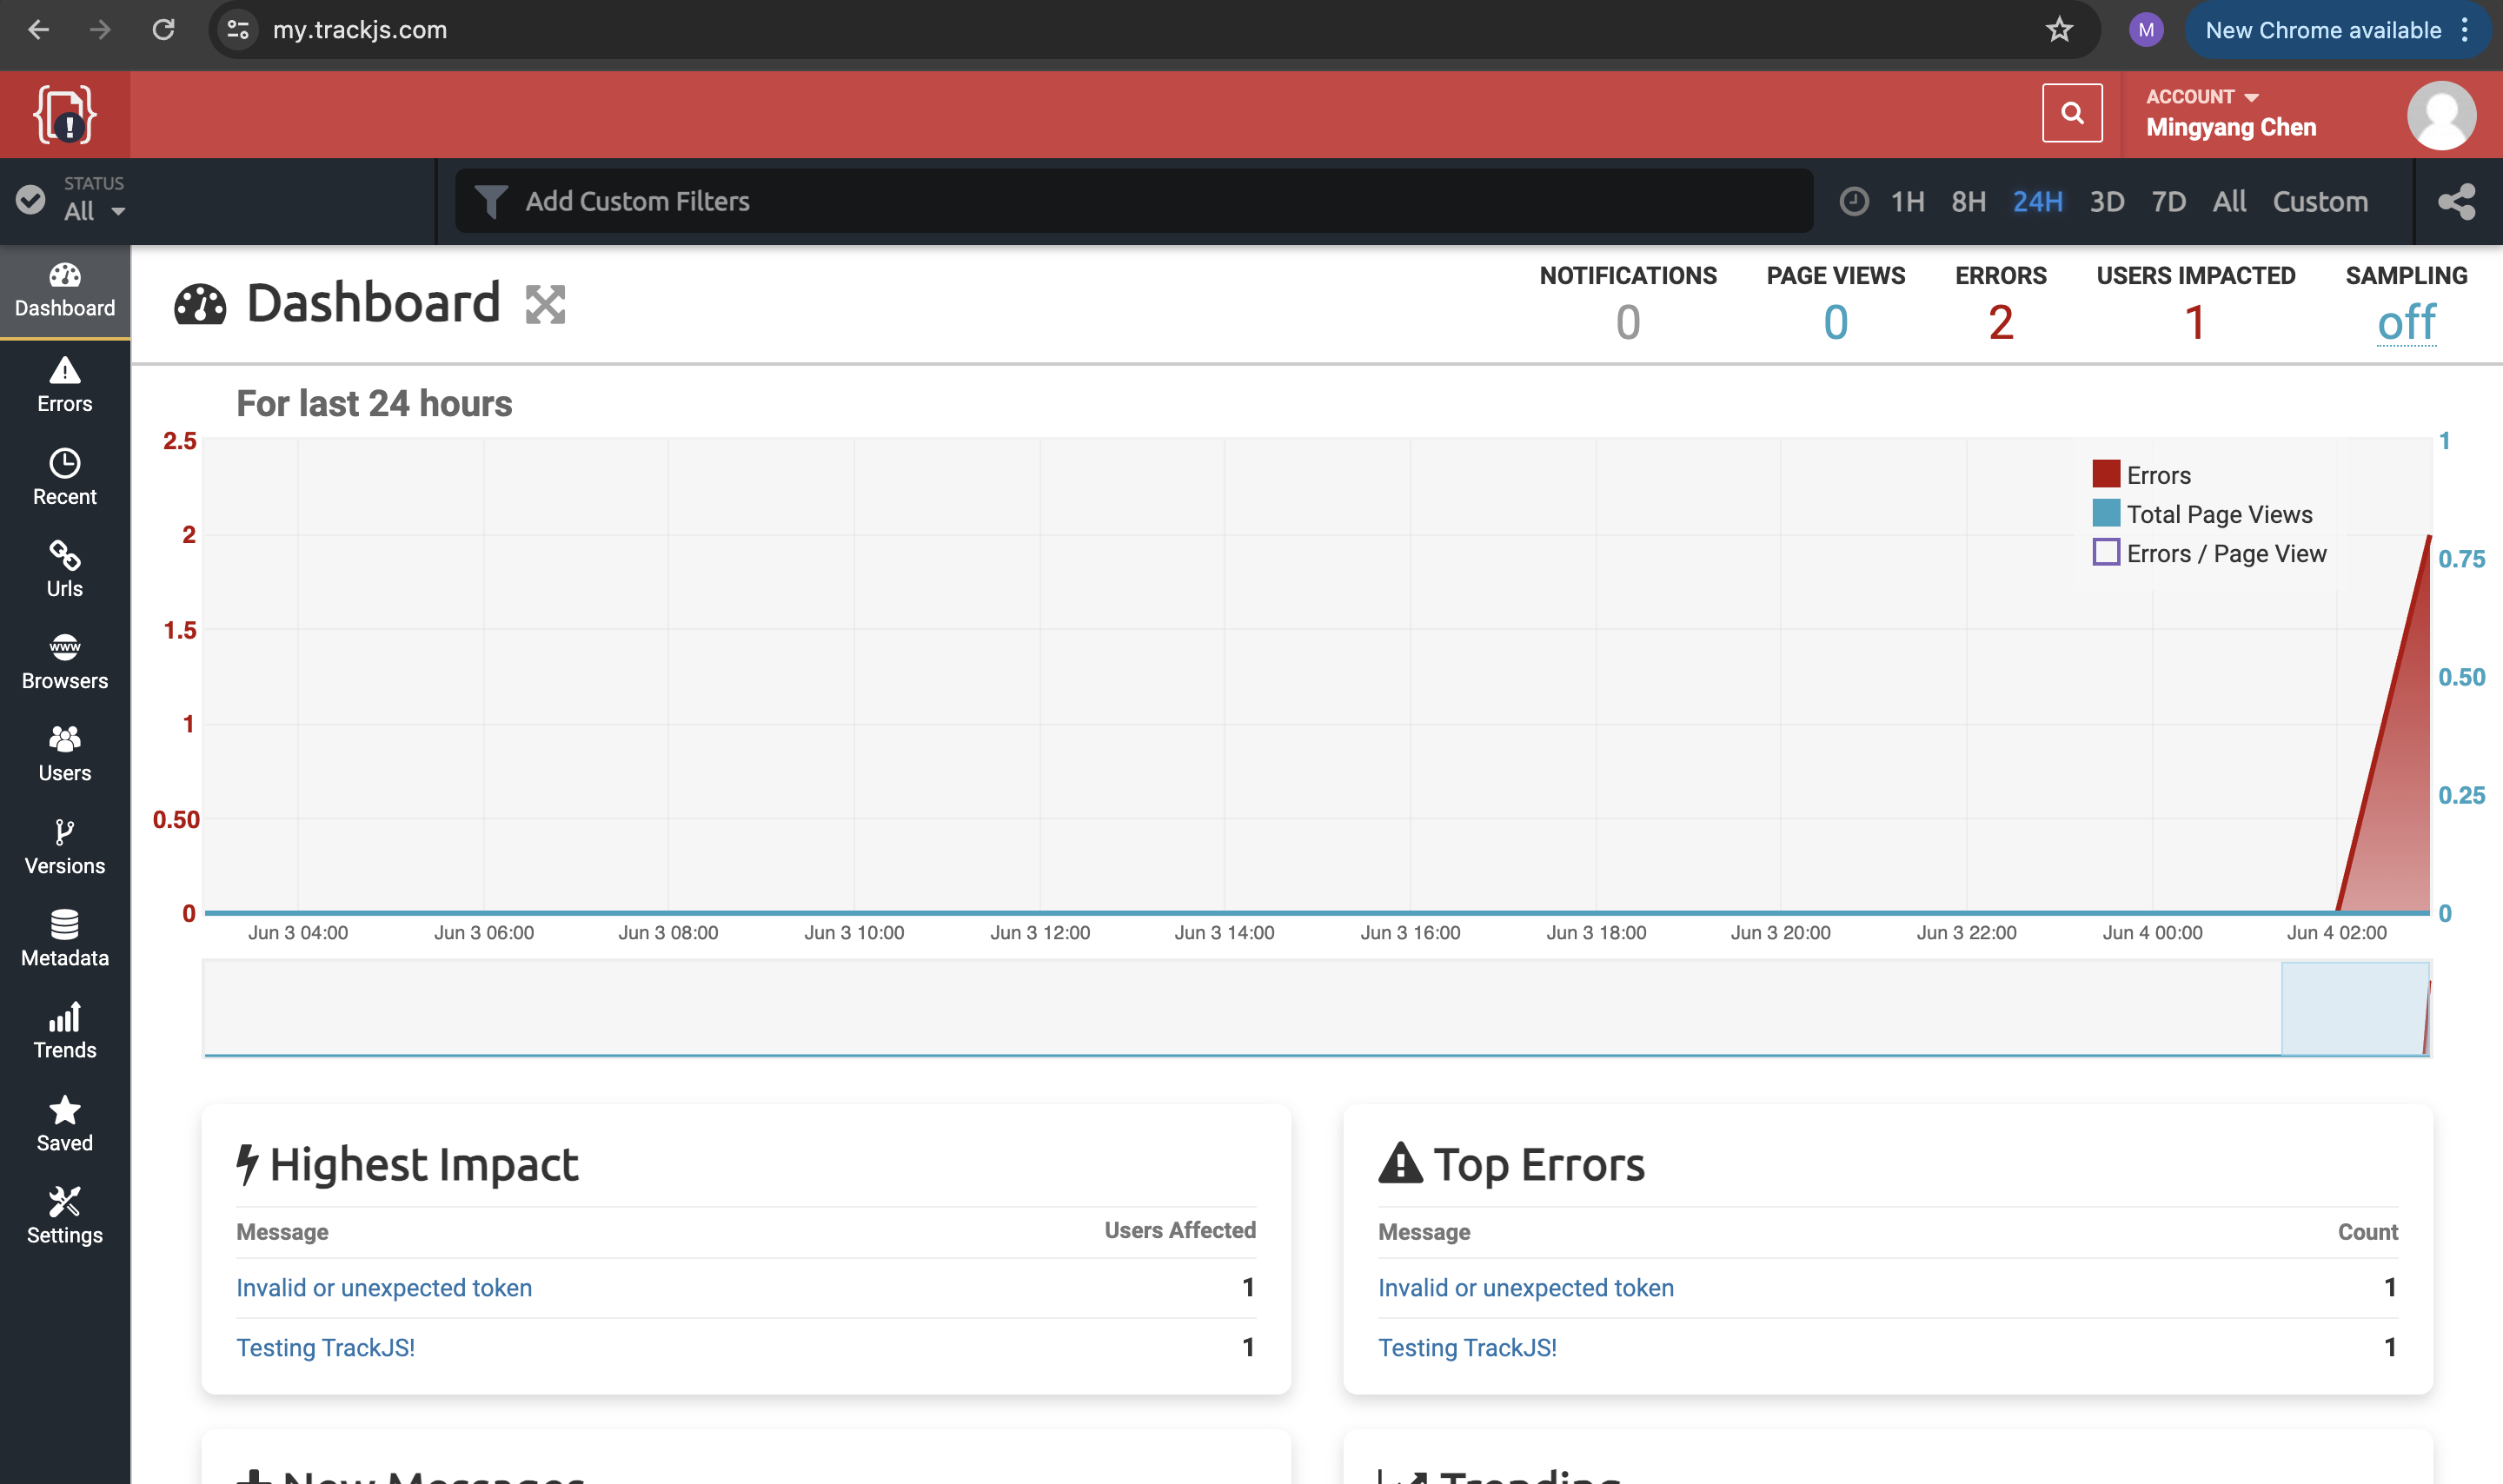 my.trackjs.com
M
New Chrome available
ACCOUNT
Mingyang Chen
STATUS
All
Add Custom Filters
1H 8H 24H 3D 7D All Custom
Dashboard
Errors
Recent
Urls
www
Browsers
Users
Versions
Metadata
Trends
Saved
Settings
Dashboard
NOTIFICATIONS PAGE VIEWS ERRORS USERS IMPACTED SAMPLING
0 0 2 1 off
For last 24 hours
2.5
2
1.5
1
0.50
0
Errors
Total Page Views
Errors / Page View
1
0.75
0.50
0.25
0
Jun 3 04:00 Jun 3 06:00 Jun 3 08:00 Jun 3 10:00 Jun 3 12:00 Jun 3 14:00 Jun 3 16:00 Jun 3 18:00 Jun 3 20:00 Jun 3 22:00 Jun 4 00:00 Jun 4 02:00
Highest Impact
Message Users Affected
Invalid or unexpected token 1
Testing TrackJS! 1
Top Errors
Message Count
Invalid or unexpected token 1
Testing TrackJS! 1
New Messages
Trending